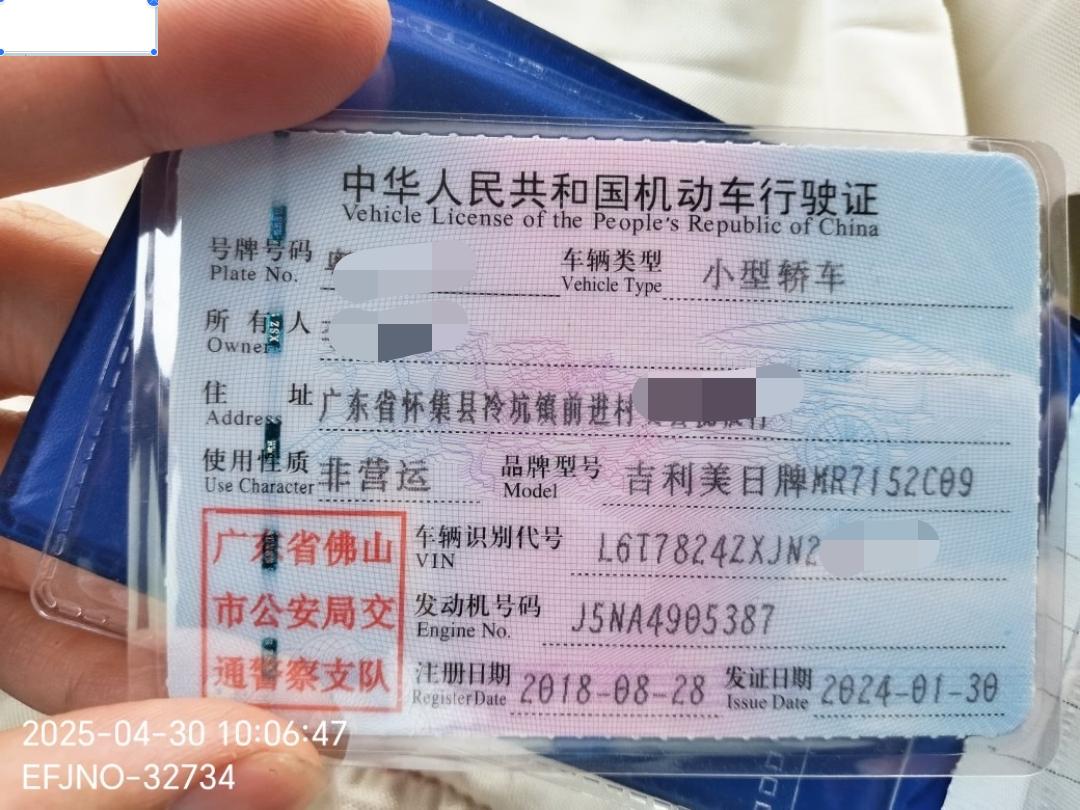 中华人民共和国机动车行驶证
Vehicle License of the People's Republic of China
号牌号码 车辆类型 小型轿车
Plate No. Vehicle Type
所有人
Owner
住址 广东省怀集县冷坑镇前进村
Address
使用性质 非营运 品牌型号 吉利美日牌MR7152C09
Use Character Model
广东省佛山 车辆识别代号 L6T7824ZXJN2
VIN
市公安局交 发动机号码 J5NA4905387
Engine No.
通警察支队 注册日期 2018-08-28 发证日期 2024-01-30
Register Date Issue Date
2025-04-30 10:06:47
EFJNO-32734